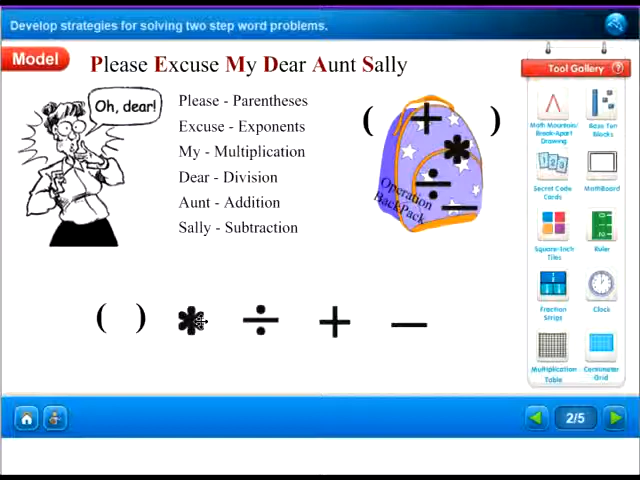 Develop strategies for solving two step word problems.
Model
Please Excuse My Dear Aunt Sally
Oh, dear!
Please - Parentheses
Excuse - Exponents
My - Multiplication
Dear - Division
Aunt - Addition
Sally - Subtraction
( )
+
*
÷
−
Operation
BackPack
( ) * ÷ + −
Tool Gallery ?
Math Mountain/
Break-Apart
Drawing
Base Ten
Blocks
Secret Code
Cards
MathBoard
Square-Inch
Tiles
Ruler
Fraction
Strips
Clock
Multiplication
Table
Centimeter
Grid
2/5